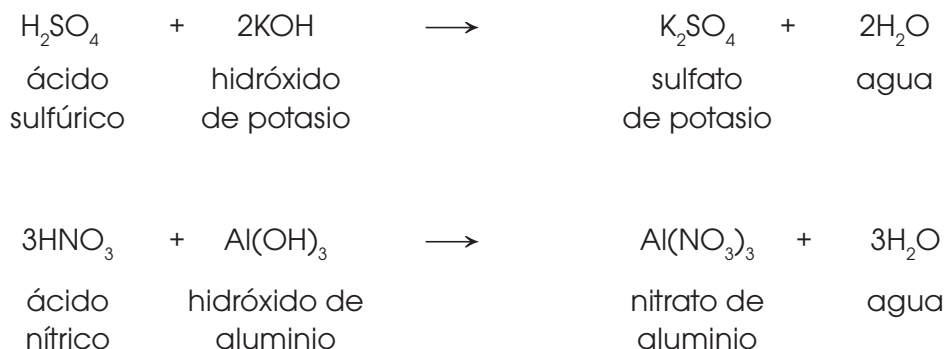 H₂SO₄ + 2KOH ⟶ K₂SO₄ + 2H₂O
ácido hidróxido sulfato agua
sulfúrico de potasio de potasio
3HNO₃ + Al(OH)₃ ⟶ Al(NO₃)₃ + 3H₂O
ácido hidróxido de nitrato de agua
nítrico aluminio aluminio